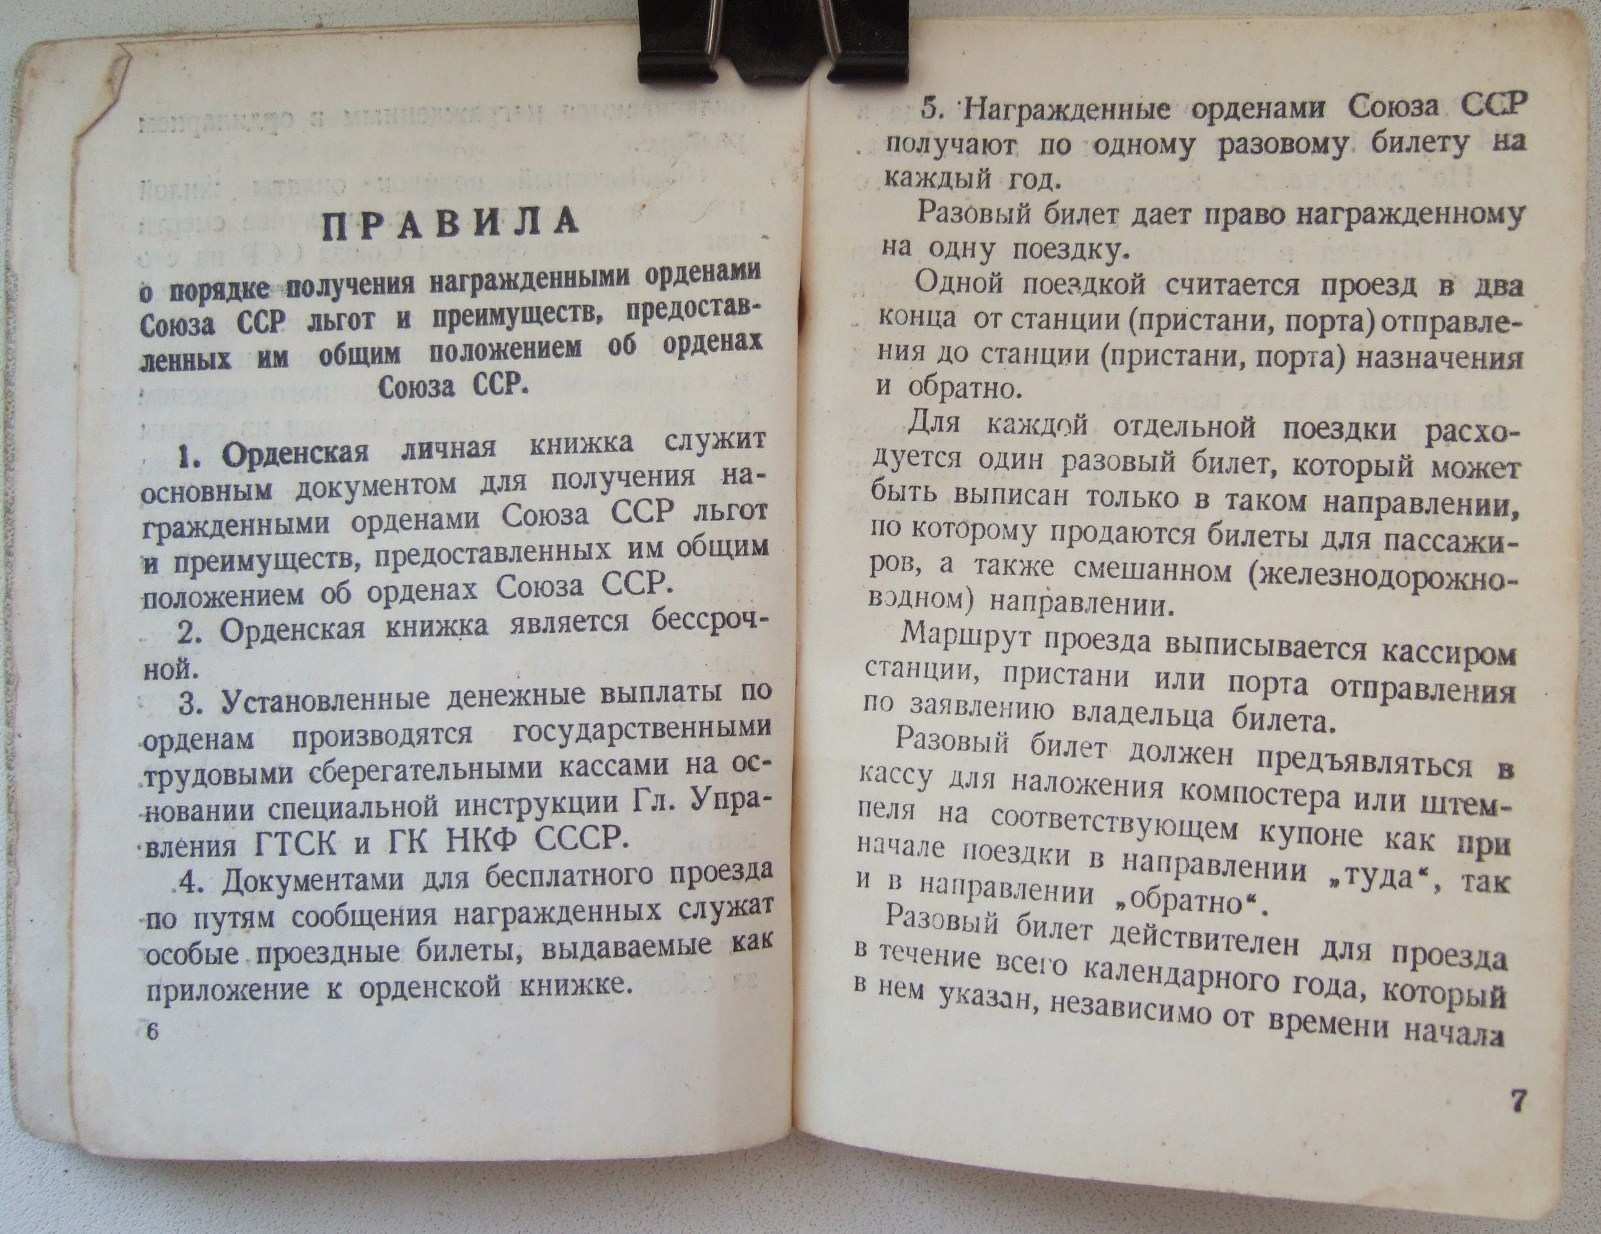 ПРАВИЛА
о порядке получения награжденными орденами
Союза ССР льгот и преимуществ, предостав-
ленных им общим положением об орденах
Союза ССР.
1. Орденская личная книжка служит
основным документом для получения на-
гражденными орденами Союза ССР льгот
и преимуществ, предоставленных им общим
положением об орденах Союза ССР.
2. Орденская книжка является бессроч-
ной.
3. Установленные денежные выплаты по
орденам производятся государственными
трудовыми сберегательными кассами на ос-
новании специальной инструкции Гл. Упра-
вления ГТСК и ГК НКФ СССР.
4. Документами для бесплатного проезда
по путям сообщения награжденных служат
особые проездные билеты, выдаваемые как
приложение к орденской книжке.
6
5. Награжденные орденами Союза ССР
получают по одному разовому билету на
каждый год.
Разовый билет дает право награжденному
на одну поездку.
Одной поездкой считается проезд в два
конца от станции (пристани, порта) отправле-
ния до станции (пристани, порта) назначения
и обратно.
Для каждой отдельной поездки расхо-
дуется один разовый билет, который может
быть выписан только в таком направлении,
по которому продаются билеты для пассажи-
ров, а также смешанном (железнодорожно-
водном) направлении.
Маршрут проезда выписывается кассиром
станции, пристани или порта отправления
по заявлению владельца билета.
Разовый билет должен предъявляться в
кассу для наложения компостера или штем-
пеля на соответствующем купоне как при
начале поездки в направлении „туда“, так
и в направлении „обратно“.
Разовый билет действителен для проезда
в течение всего календарного года, который
в нем указан, независимо от времени начала
7